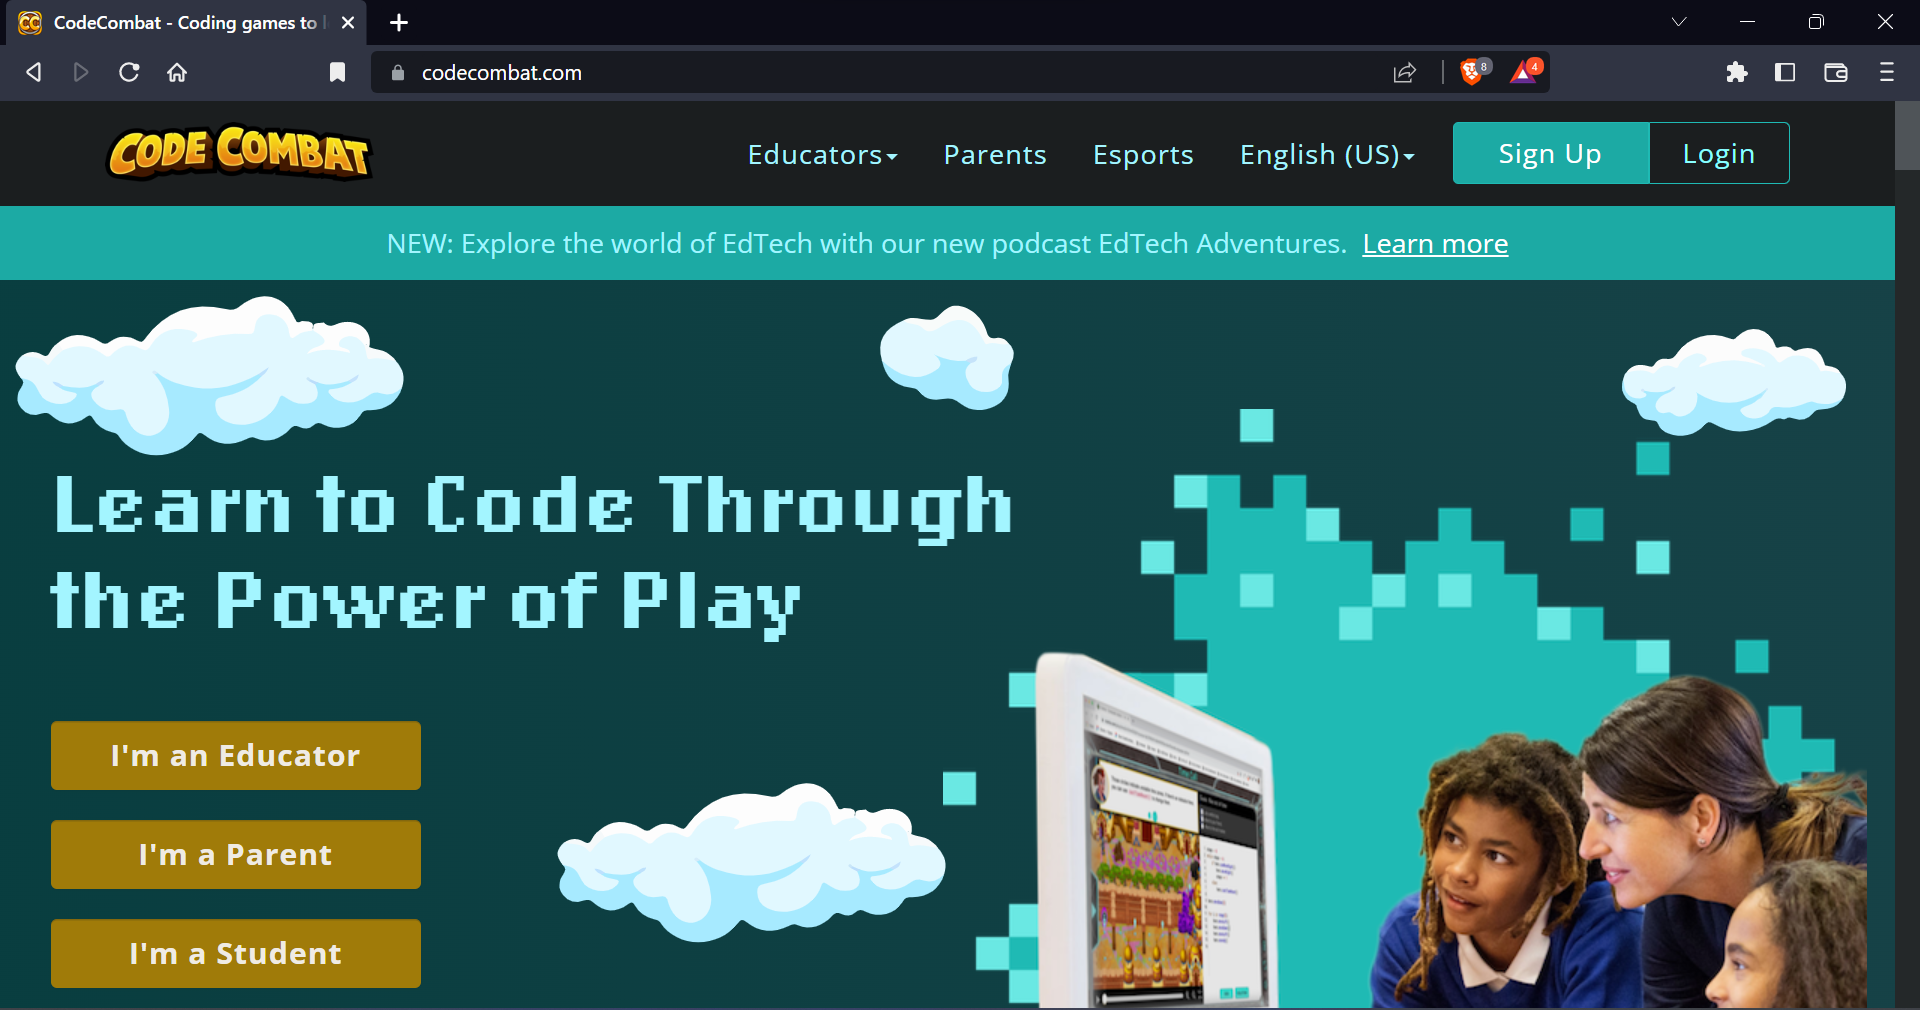 CodeCombat - Coding games to
codecombat.com
8
4
CODE COMBAT
Educators
Parents
Esports
English (US)
Sign Up
Login
NEW: Explore the world of EdTech with our new podcast EdTech Adventures. Learn more
Learn to Code Through
the Power of Play
I'm an Educator
I'm a Parent
I'm a Student